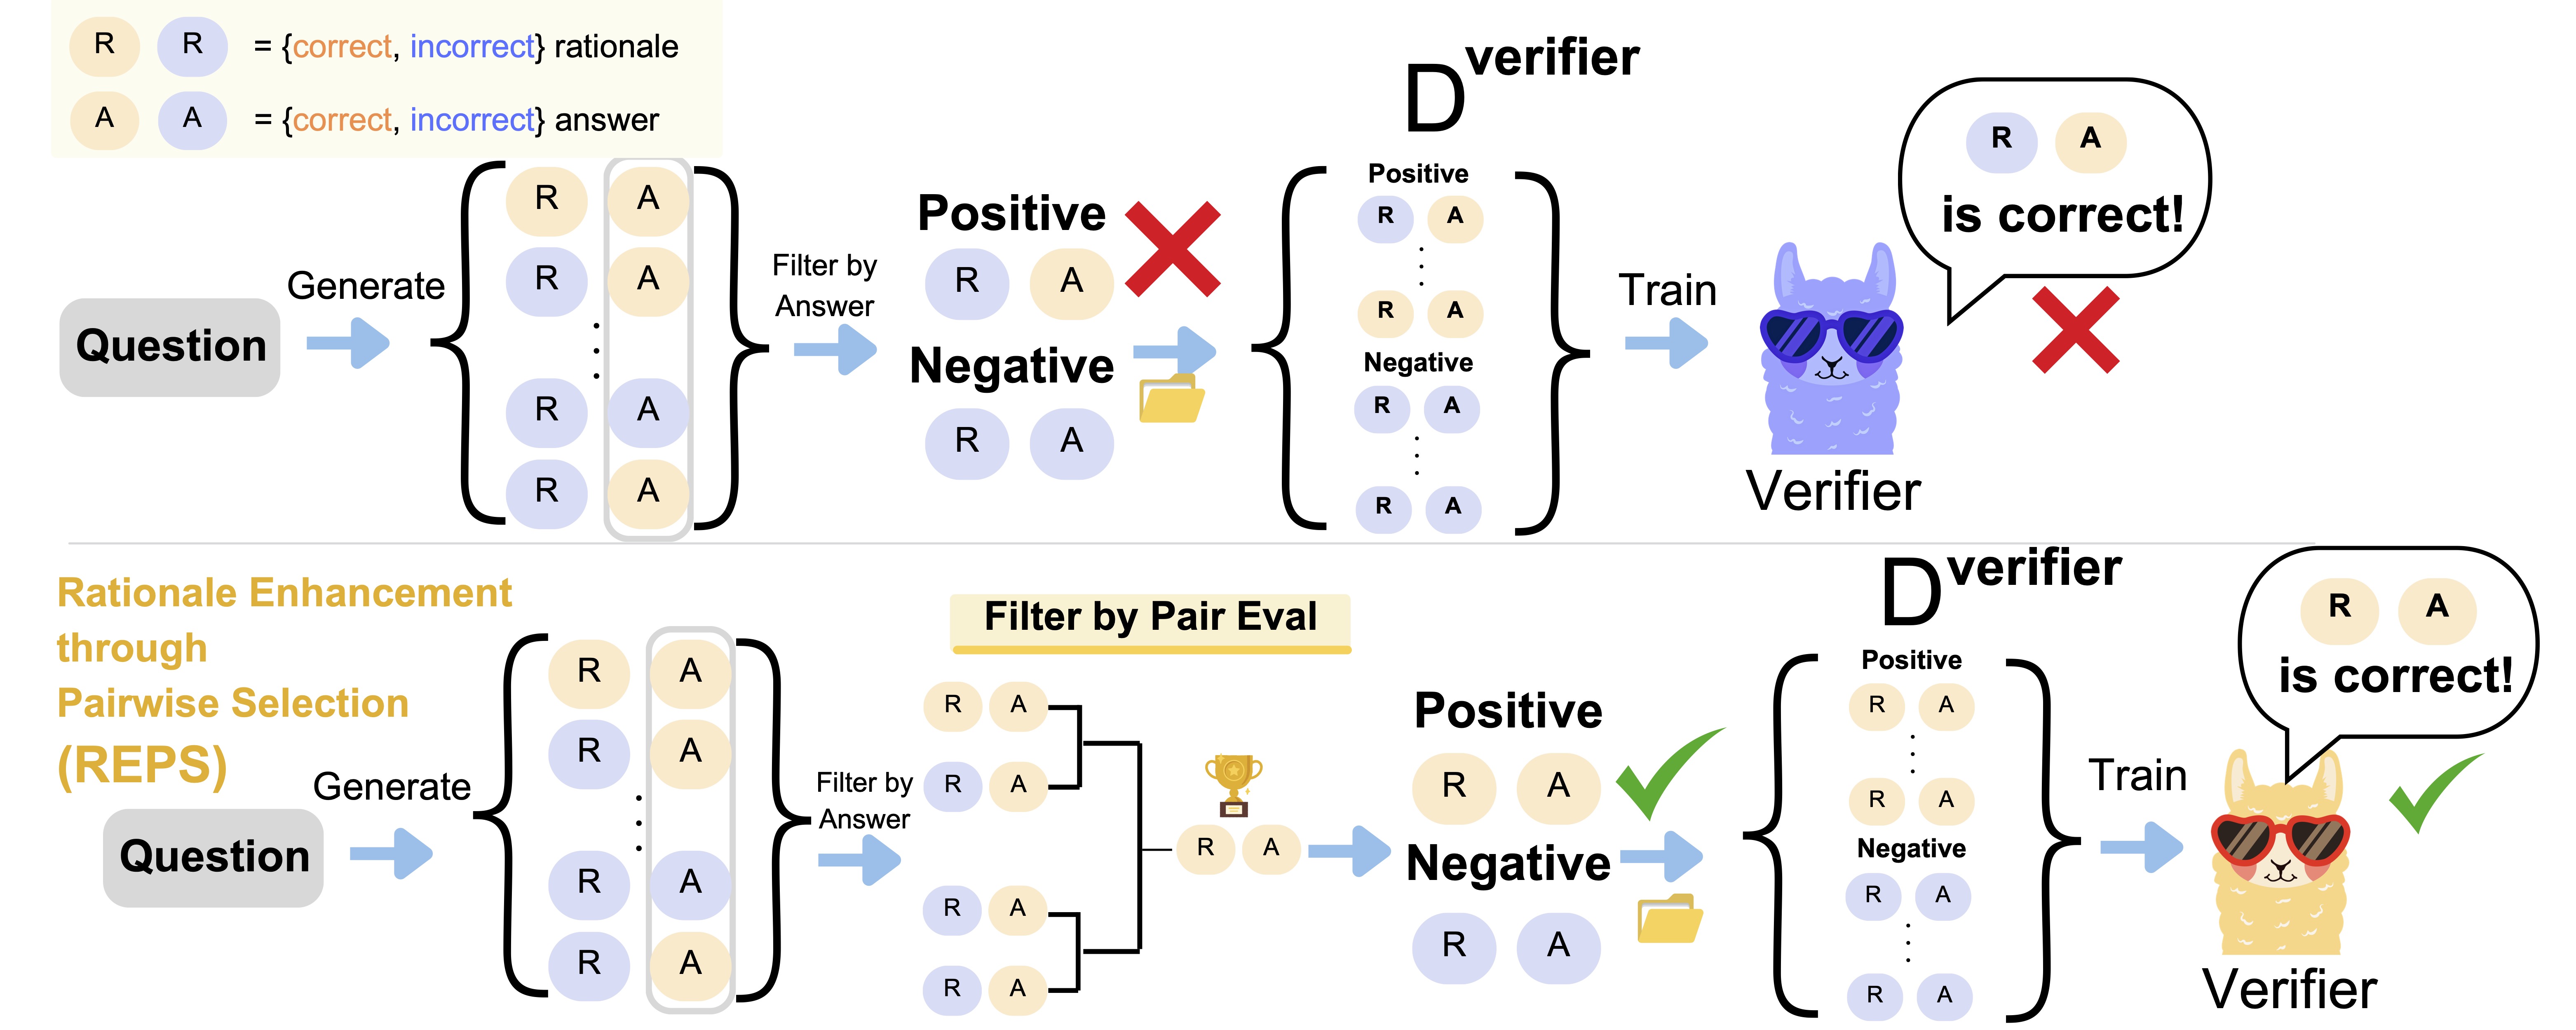 R R = {correct, incorrect} rationale
A A = {correct, incorrect} answer
Question
Generate
R A
R A
R A
R A
Filter by
Answer
Positive
R A
Negative
R A
D verifier
Positive
R A
R A
Negative
R A
R A
Train
R A
is correct!
Verifier
Rationale Enhancement
through
Pairwise Selection
(REPS)
Question
Generate
R A
R A
R A
R A
Filter by
Answer
Filter by Pair Eval
R A
R A
R A
R A
R A
Positive
R A
Negative
R A
D verifier
Positive
R A
R A
Negative
R A
R A
Train
R A
is correct!
Verifier